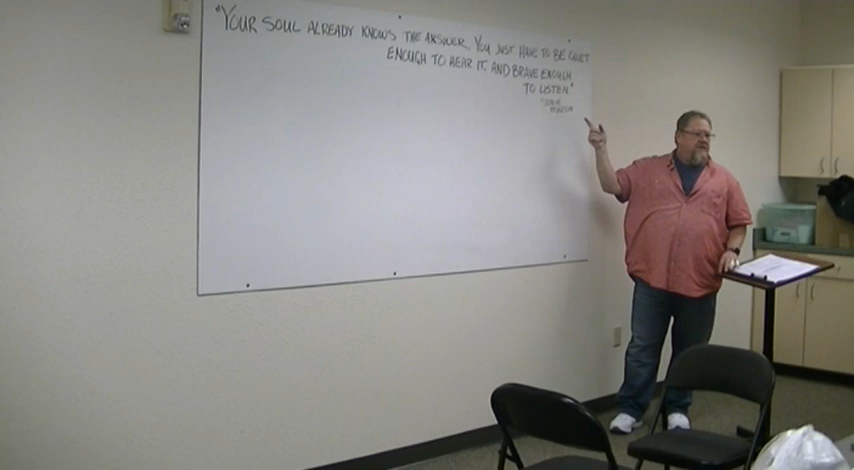 "YOUR SOUL ALREADY KNOWS THE ANSWER. YOU JUST HAVE TO BE QUIET
ENOUGH TO HEAR IT, AND BRAVE ENOUGH
TO LISTEN."